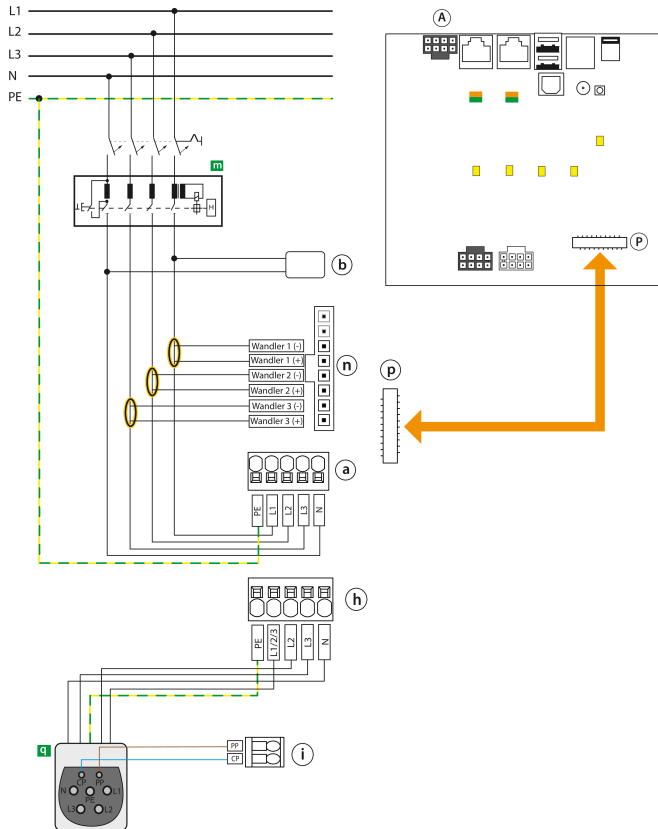 L1
L2
L3
N
PE
A
m
H
b
P
Wandler 1 (-)
Wandler 1 (+)
Wandler 2 (-)
Wandler 2 (+)
Wandler 3 (-)
Wandler 3 (+)
n
p
a
PE
L1
L2
L3
N
h
PE
L1/2/3
L2
L3
N
q
PP
CP
i
CP PP
N L1
PE
L3 L2